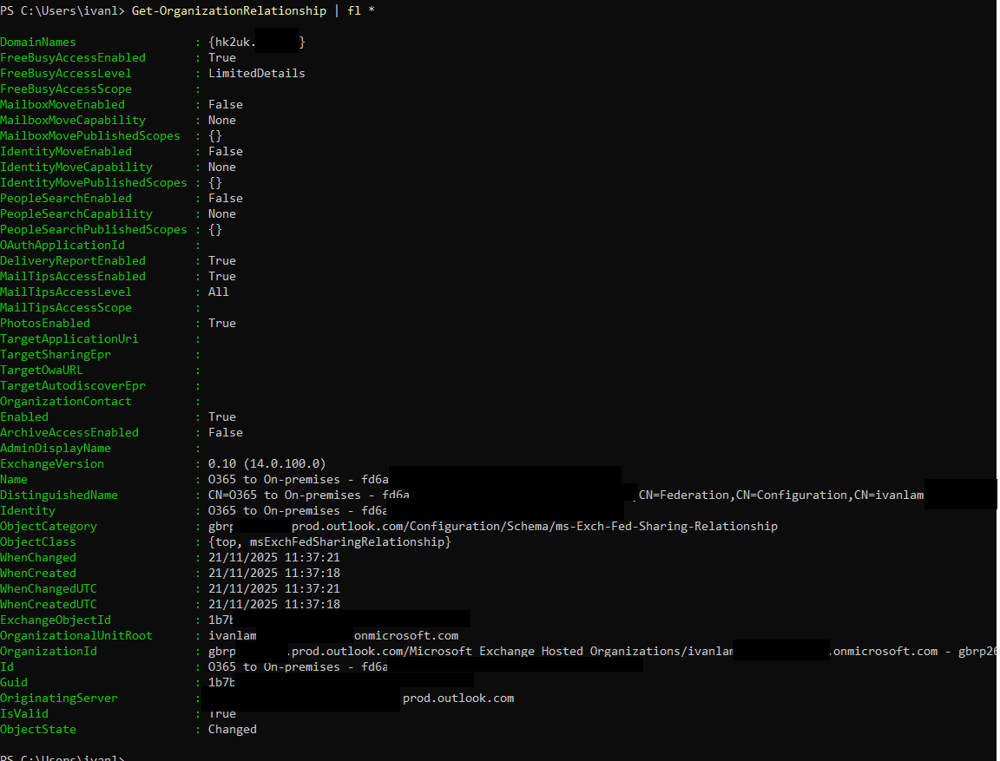 PS C:\Users\ivanl> Get-OrganizationRelationship | fl *
DomainNames : {hk2uk. }
FreeBusyAccessEnabled : True
FreeBusyAccessLevel : LimitedDetails
FreeBusyAccessScope :
MailboxMoveEnabled : False
MailboxMoveCapability : None
MailboxMovePublishedScopes : {}
IdentityMoveEnabled : False
IdentityMoveCapability : None
IdentityMovePublishedScopes : {}
PeopleSearchEnabled : False
PeopleSearchCapability : None
PeopleSearchPublishedScopes : {}
OAuthApplicationId :
DeliveryReportEnabled : True
MailTipsAccessEnabled : True
MailTipsAccessLevel : All
MailTipsAccessScope :
PhotosEnabled : True
TargetApplicationUri :
TargetSharingEpr :
TargetOwaURL :
TargetAutodiscoverEpr :
OrganizationContact :
Enabled : True
ArchiveAccessEnabled : False
AdminDisplayName :
ExchangeVersion : 0.10 (14.0.100.0)
Name : O365 to On-premises - fd6a
DistinguishedName : CN=O365 to On-premises - fd6a ,CN=Federation,CN=Configuration,CN=ivanlam
Identity : O365 to On-premises - fd6a
ObjectCategory : gbrp prod.outlook.com/Configuration/Schema/ms-Exch-Fed-Sharing-Relationship
ObjectClass : {top, msExchFedSharingRelationship}
WhenChanged : 21/11/2025 11:37:21
WhenCreated : 21/11/2025 11:37:18
WhenChangedUTC : 21/11/2025 11:37:21
WhenCreatedUTC : 21/11/2025 11:37:18
ExchangeObjectId : 1b7b
OrganizationalUnitRoot : ivanlam onmicrosoft.com
OrganizationId : gbrp .prod.outlook.com/Microsoft Exchange Hosted Organizations/ivanlam .onmicrosoft.com - gbrp26
Id : O365 to On-premises - fd6a
Guid : 1b7b
OriginatingServer : prod.outlook.com
IsValid : True
ObjectState : Changed
PS C:\Users\ivanl>